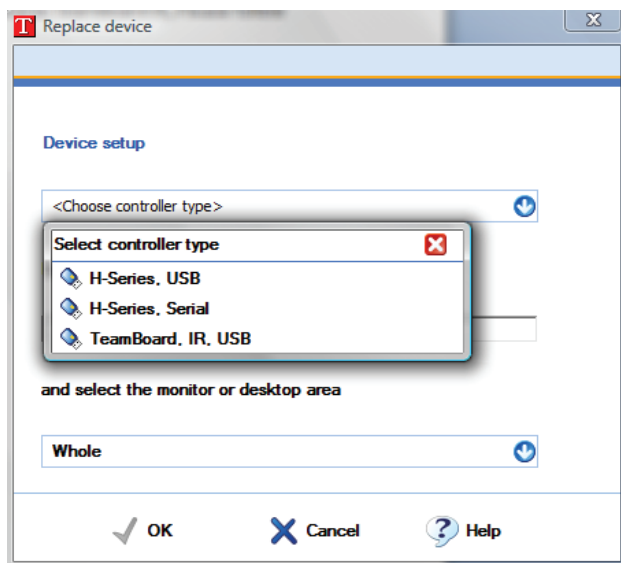 T Replace device
Device setup
<Choose controller type>
Select controller type
H-Series, USB
H-Series, Serial
TeamBoard, IR, USB
and select the monitor or desktop area
Whole
OK Cancel ? Help